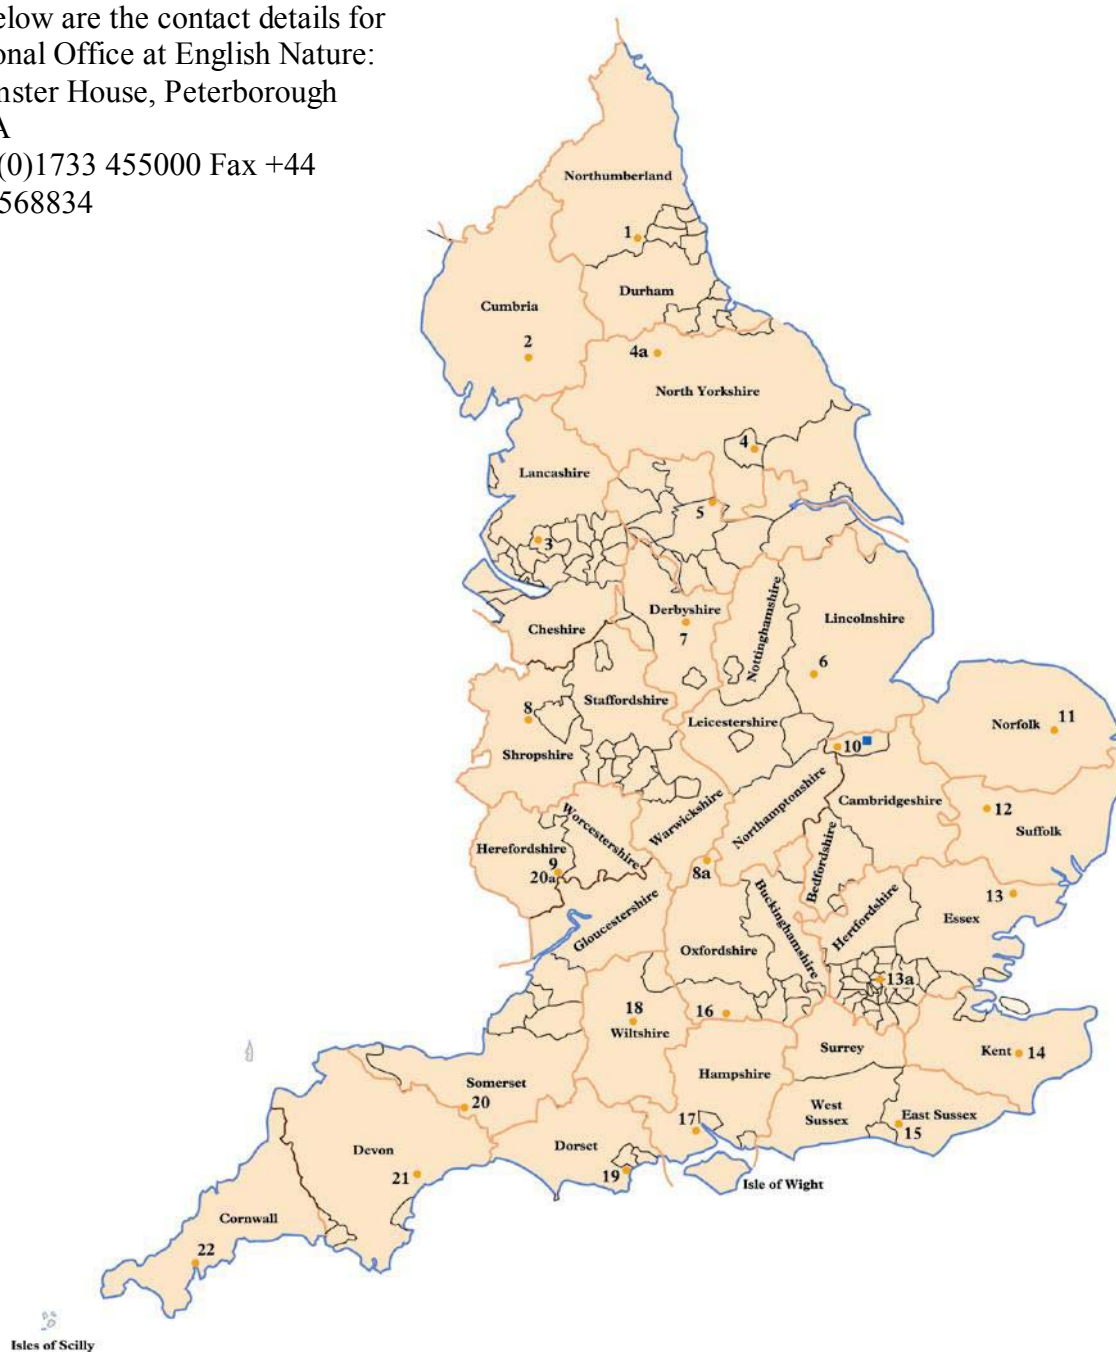 elow are the contact details for
onal Office at English Nature:
nster House, Peterborough
A
(0)1733 455000 Fax +44
568834
Northumberland
1
Durham
Cumbria
2
4a
North Yorkshire
4
Lancashire
5
3
Derbyshire
7
Nottinghamshire
Lincolnshire
Cheshire
6
Staffordshire
8
Leicestershire
Norfolk
11
10
Shropshire
Cambridgeshire
12
Suffolk
Worcestershire
Warwickshire
Northamptonshire
Herefordshire
9
20a
8a
Bedfordshire
13
Essex
Gloucestershire
Buckinghamshire
Hertfordshire
Oxfordshire
13a
18
Wiltshire
16
Surrey
Kent
14
Hampshire
Somerset
20
West
Sussex
East Sussex
15
17
Devon
21
Dorset
19
Isle of Wight
Cornwall
22
Isles of Scilly